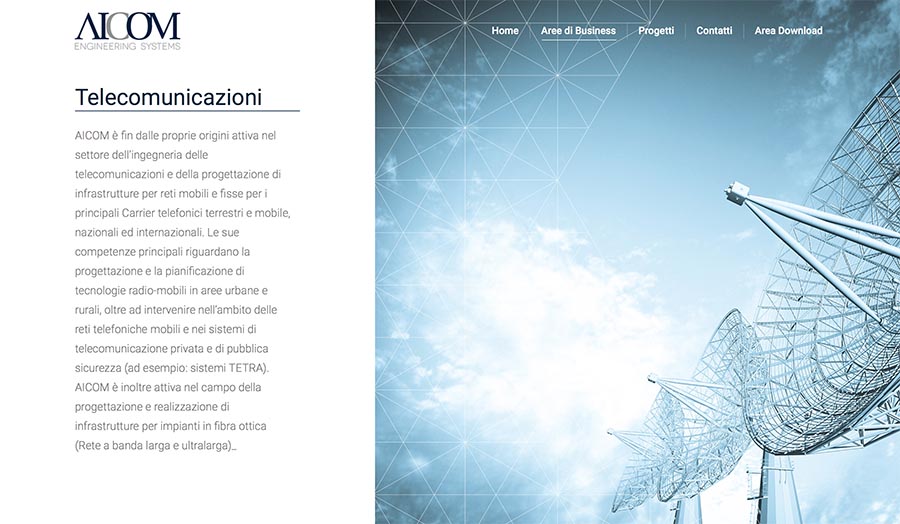 AICOM
ENGINEERING SYSTEMS
Home
Aree di Business
Progetti
Contatti
Area Download
Telecomunicazioni
AICOM è fin dalle proprie origini attiva nel
settore dell'ingegneria delle
telecomunicazioni e della progettazione di
infrastrutture per reti mobili e fisse per i
principali Carrier telefonici terrestri e mobile,
nazionali ed internazionali. Le sue
competenze principali riguardano la
progettazione e la pianificazione di
tecnologie radio-mobili in aree urbane e
rurali, oltre ad intervenire nell'ambito delle
reti telefoniche mobili e nei sistemi di
telecomunicazione privata e di pubblica
sicurezza (ad esempio: sistemi TETRA).
AICOM è inoltre attiva nel campo della
progettazione e realizzazione di
infrastrutture per impianti in fibra ottica
(Rete a banda larga e ultralarga)_